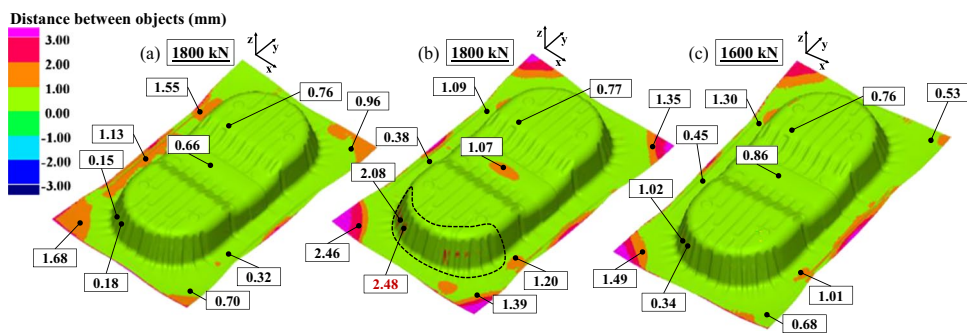 Distance between objects (mm)
3.00
2.00
1.00
0.00
-1.00
-2.00
-3.00
(a) 1800 kN
z
y
x
1.55
0.76
0.96
1.13
0.66
0.15
1.68
0.18
0.32
0.70
(b) 1800 kN
z
y
x
1.09
0.77
1.35
0.38
1.07
2.08
2.46
2.48
1.20
1.39
(c) 1600 kN
z
y
x
1.30
0.76
0.53
0.45
0.86
1.02
1.49
0.34
1.01
0.68